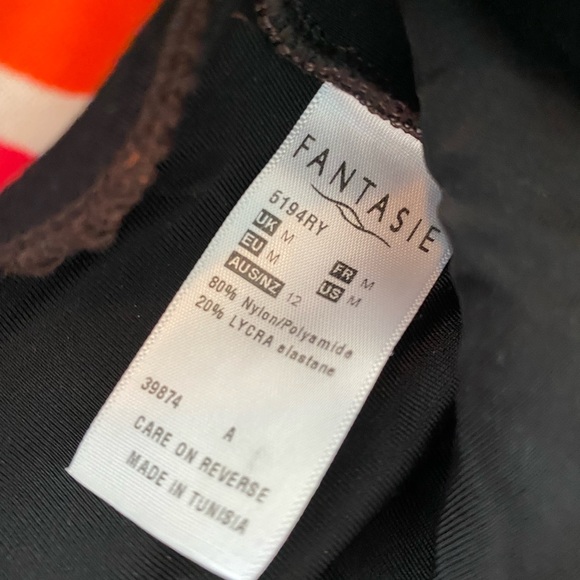 FANTASIE
5194RY
UK M
EU M FR M
AUS/NZ 12 US M
80% Nylon/Polyamide
20% LYCRA elastane
39874 A
CARE ON REVERSE
MADE IN TUNISIA